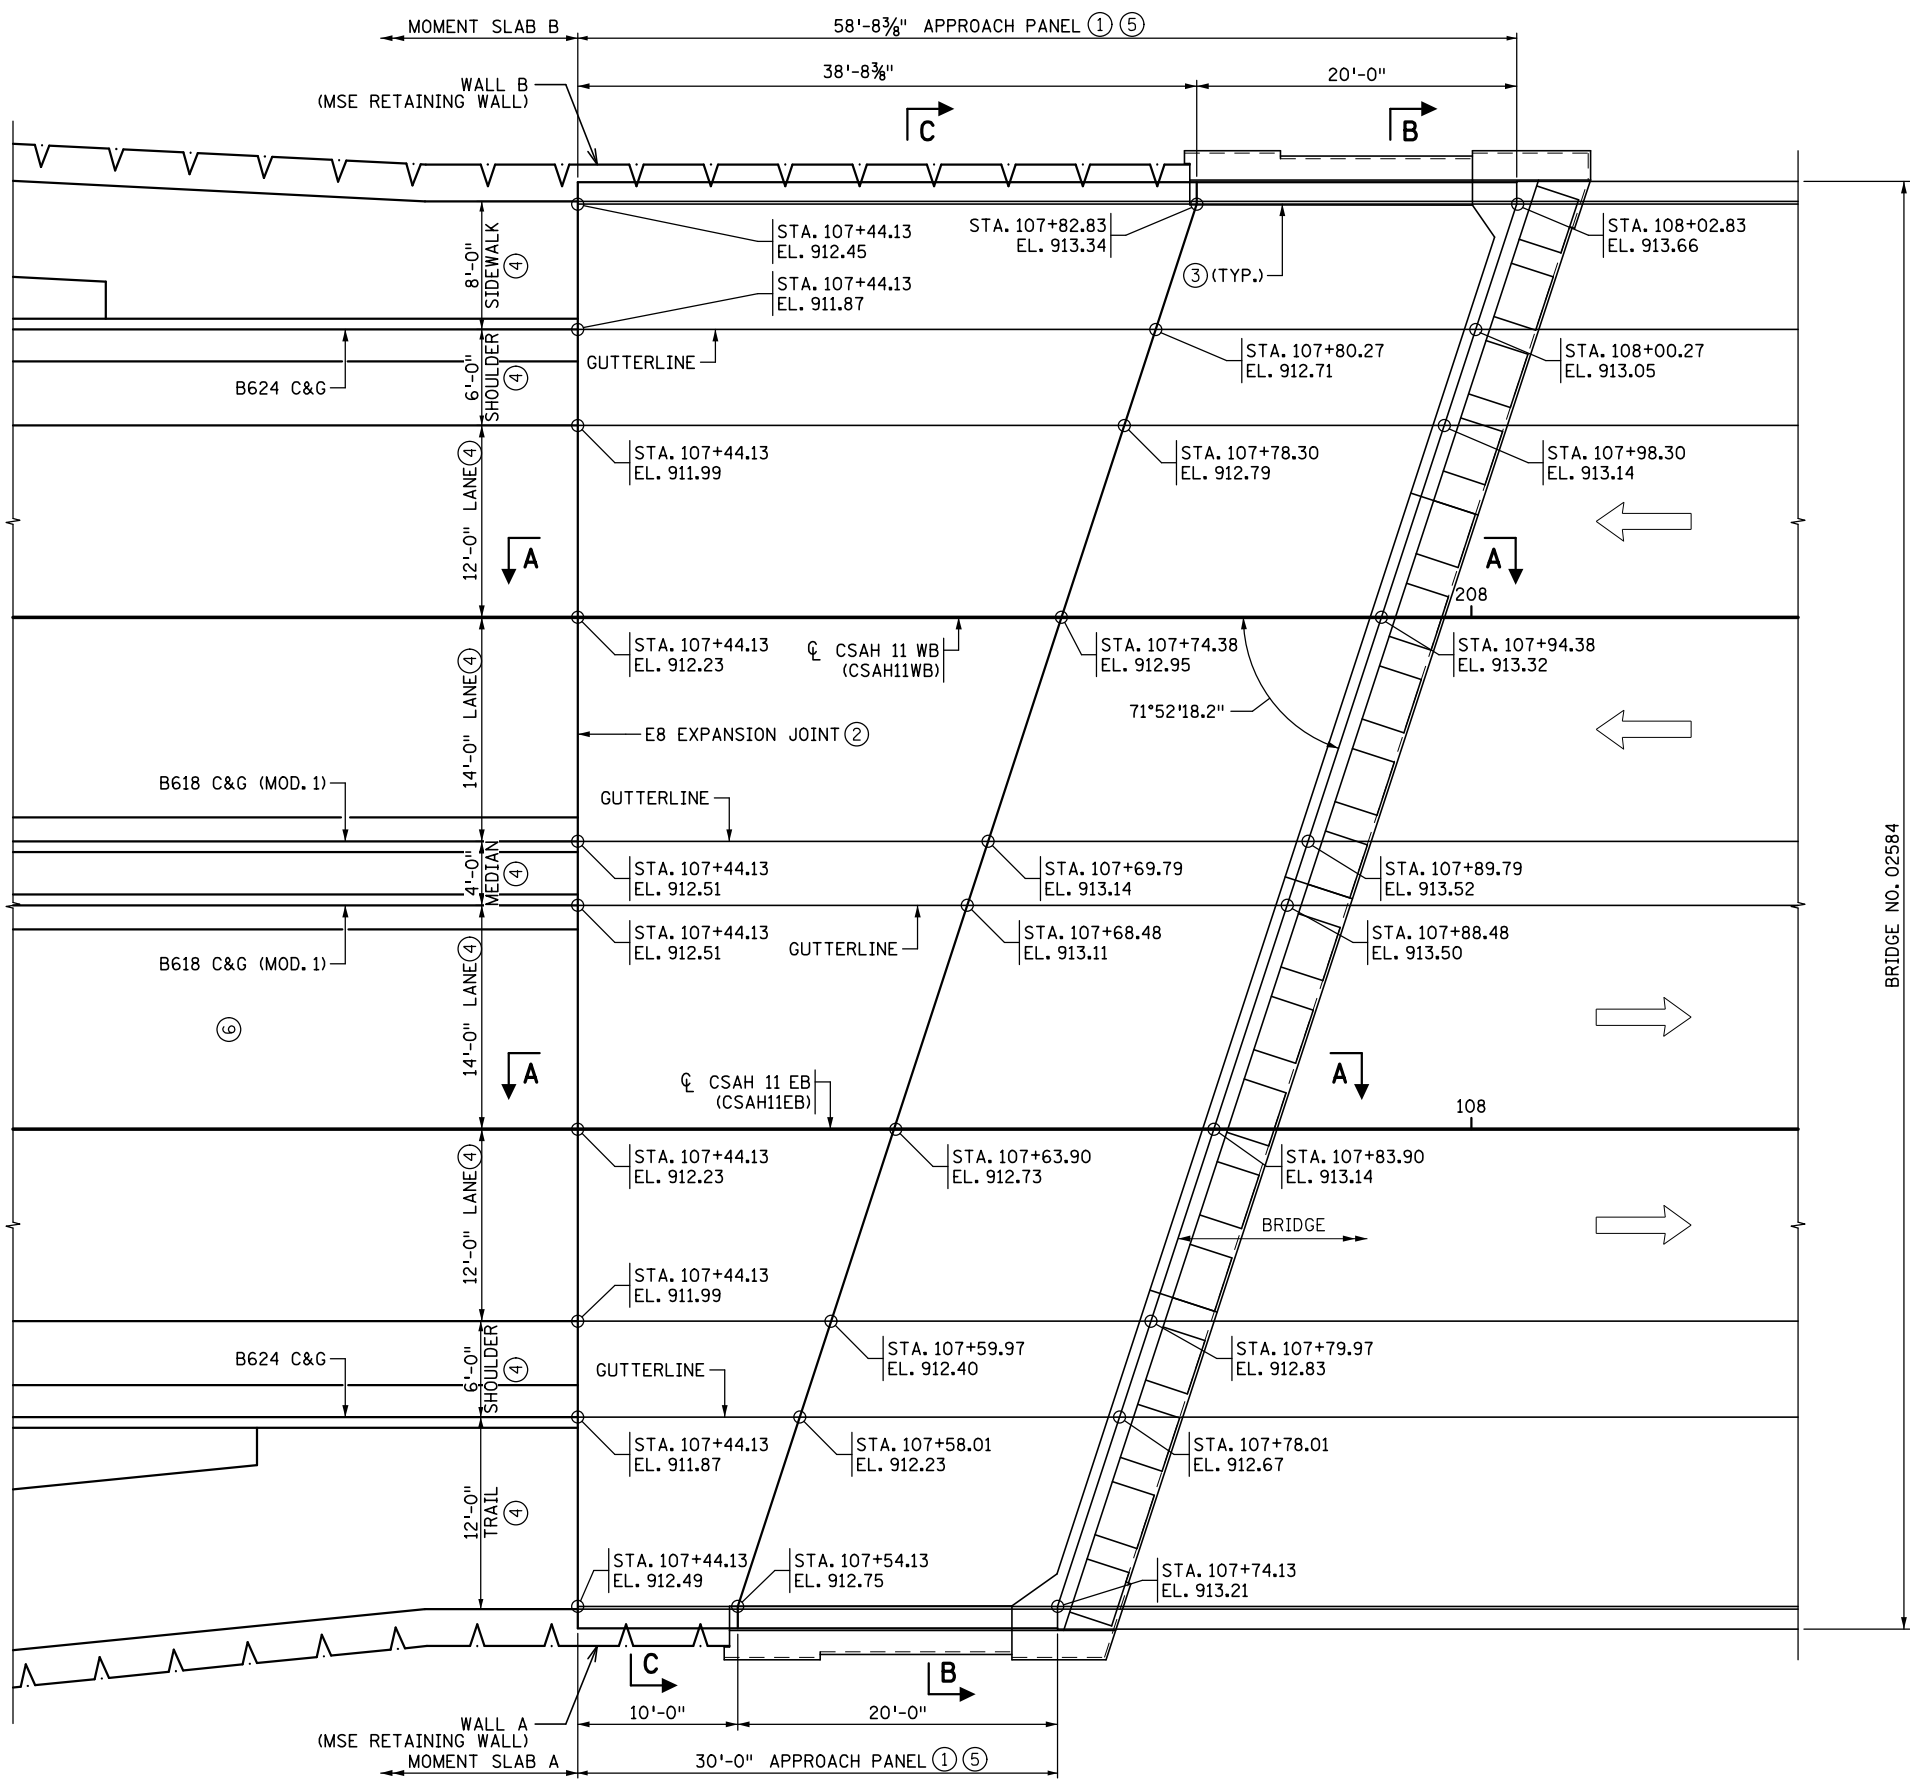 MOMENT SLAB B
58'-8⅜" APPROACH PANEL ① ⑤
38'-8⅜"
20'-0"
WALL B
(MSE RETAINING WALL)
C
B
STA. 107+44.13
EL. 912.45
STA. 107+82.83
EL. 913.34
STA. 108+02.83
EL. 913.66
8'-0"
SIDEWALK
④
③ (TYP.)
STA. 107+44.13
EL. 911.87
GUTTERLINE
STA. 107+80.27
EL. 912.71
STA. 108+00.27
EL. 913.05
B624 C&G
6'-0"
SHOULDER
④
STA. 107+44.13
EL. 911.99
STA. 107+78.30
EL. 912.79
STA. 107+98.30
EL. 913.14
12'-0" LANE ④
A
A
208
STA. 107+44.13
EL. 912.23
℄ CSAH 11 WB
(CSAH11WB)
STA. 107+74.38
EL. 912.95
STA. 107+94.38
EL. 913.32
14'-0" LANE ④
71°52'18.2"
E8 EXPANSION JOINT ②
B618 C&G (MOD. 1)
GUTTERLINE
4'-0"
MEDIAN
④
STA. 107+44.13
EL. 912.51
STA. 107+69.79
EL. 913.14
STA. 107+89.79
EL. 913.52
BRIDGE NO. 02584
STA. 107+44.13
EL. 912.51
GUTTERLINE
STA. 107+68.48
EL. 913.11
STA. 107+88.48
EL. 913.50
B618 C&G (MOD. 1)
14'-0" LANE ④
⑥
A
A
℄ CSAH 11 EB
(CSAH11EB)
108
STA. 107+44.13
EL. 912.23
STA. 107+63.90
EL. 912.73
STA. 107+83.90
EL. 913.14
12'-0" LANE ④
BRIDGE
STA. 107+44.13
EL. 911.99
STA. 107+59.97
EL. 912.40
STA. 107+79.97
EL. 912.83
B624 C&G
6'-0"
SHOULDER
④
GUTTERLINE
STA. 107+44.13
EL. 911.87
STA. 107+58.01
EL. 912.23
STA. 107+78.01
EL. 912.67
12'-0"
TRAIL
④
STA. 107+44.13
EL. 912.49
STA. 107+54.13
EL. 912.75
STA. 107+74.13
EL. 913.21
C
B
10'-0"
20'-0"
WALL A
(MSE RETAINING WALL)
MOMENT SLAB A
30'-0" APPROACH PANEL ① ⑤